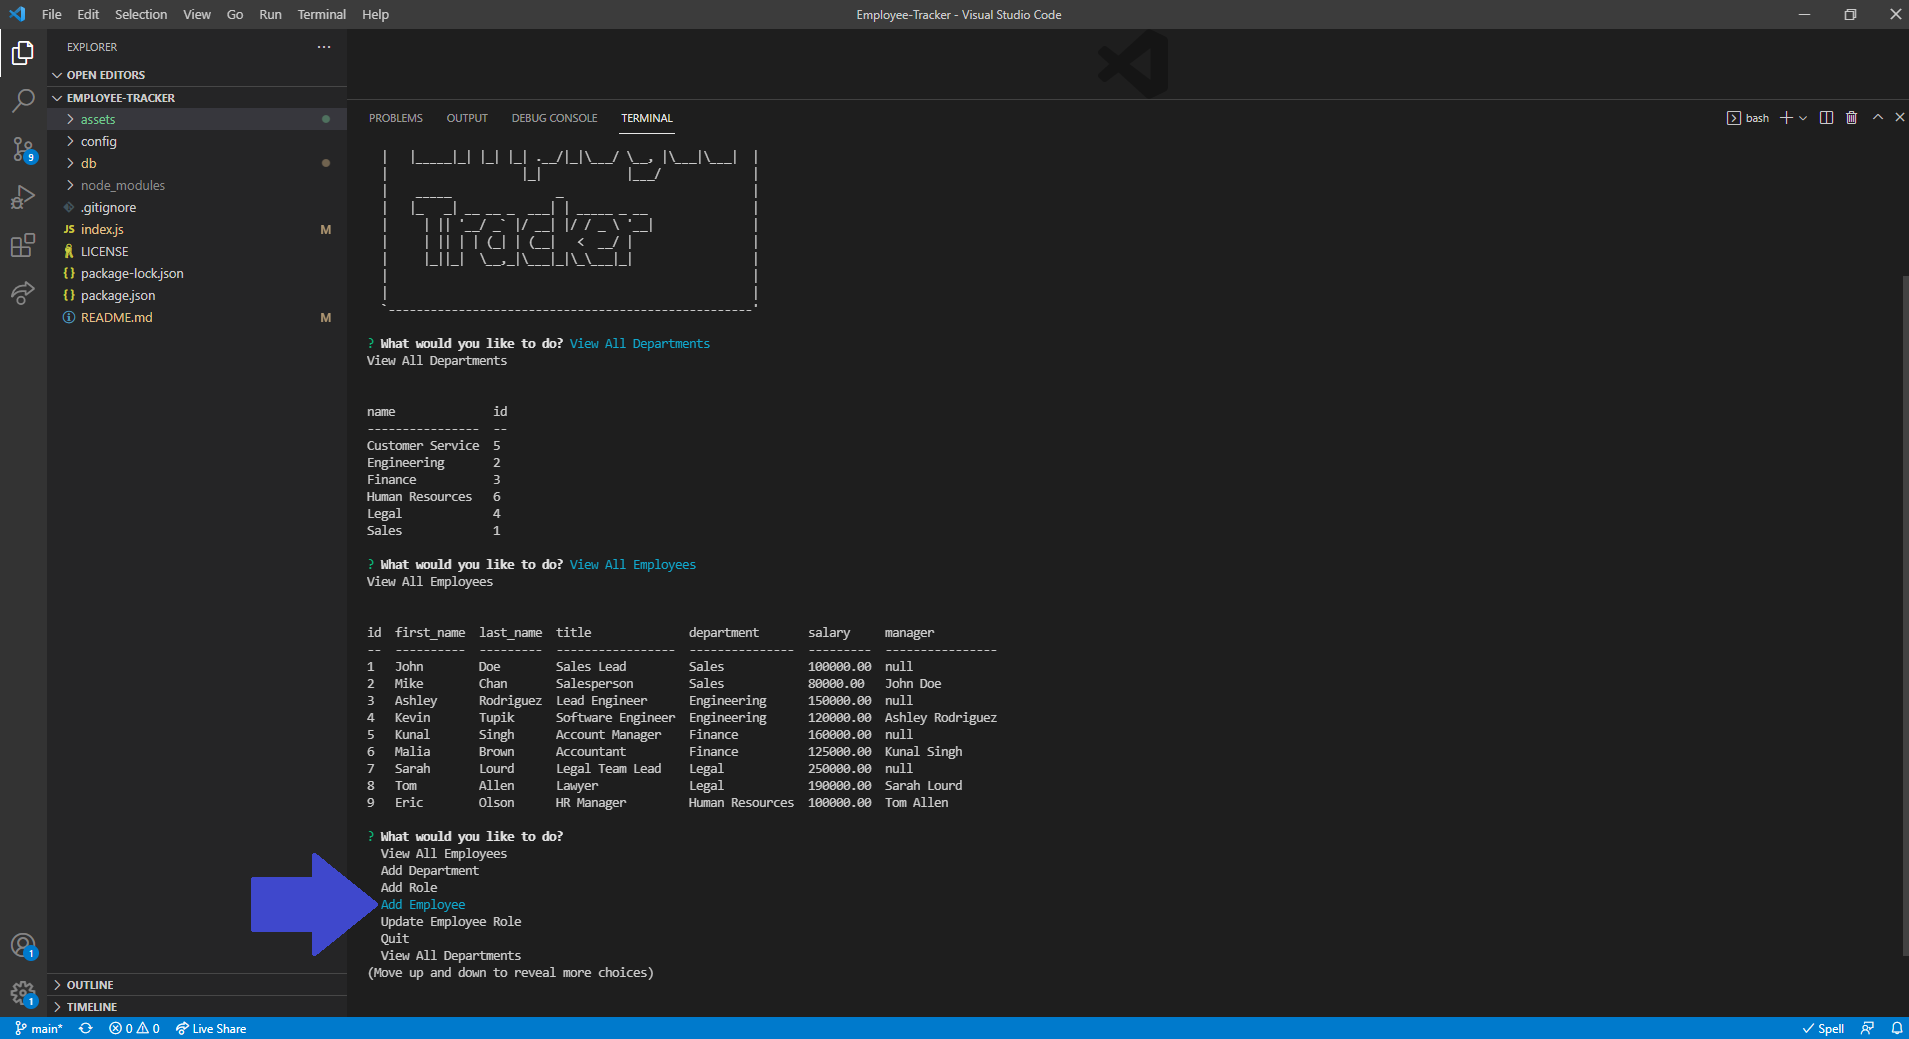 File Edit Selection View Go Run Terminal Help
Employee-Tracker - Visual Studio Code
EXPLORER
OPEN EDITORS
EMPLOYEE-TRACKER
assets
config
db
node_modules
.gitignore
JS index.js M
LICENSE
{} package-lock.json
{} package.json
README.md M
9
1
1
OUTLINE
TIMELINE
PROBLEMS OUTPUT DEBUG CONSOLE TERMINAL
bash
Tracker
? What would you like to do? View All Departments
View All Departments
name id
---------------- --
Customer Service 5
Engineering 2
Finance 3
Human Resources 6
Legal 4
Sales 1
? What would you like to do? View All Employees
View All Employees
id first_name last_name title department salary manager
-- ---------- --------- ----------------- --------------- --------- ----------------
1 John Doe Sales Lead Sales 100000.00 null
2 Mike Chan Salesperson Sales 80000.00 John Doe
3 Ashley Rodriguez Lead Engineer Engineering 150000.00 null
4 Kevin Tupik Software Engineer Engineering 120000.00 Ashley Rodriguez
5 Kunal Singh Account Manager Finance 160000.00 null
6 Malia Brown Accountant Finance 125000.00 Kunal Singh
7 Sarah Lourd Legal Team Lead Legal 250000.00 null
8 Tom Allen Lawyer Legal 190000.00 Sarah Lourd
9 Eric Olson HR Manager Human Resources 100000.00 Tom Allen
? What would you like to do?
View All Employees
Add Department
Add Role
Add Employee
Update Employee Role
Quit
View All Departments
(Move up and down to reveal more choices)
main* 0 0 Live Share
Spell